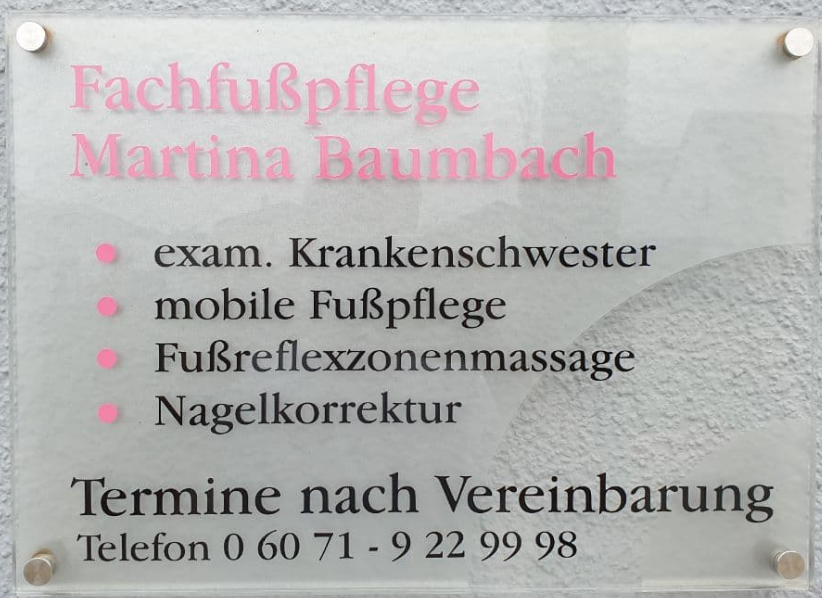 Fachfußpflege
Martina Baumbach
exam. Krankenschwester
mobile Fußpflege
Fußreflexzonenmassage
Nagelkorrektur
Termine nach Vereinbarung
Telefon 0 60 71 - 9 22 99 98